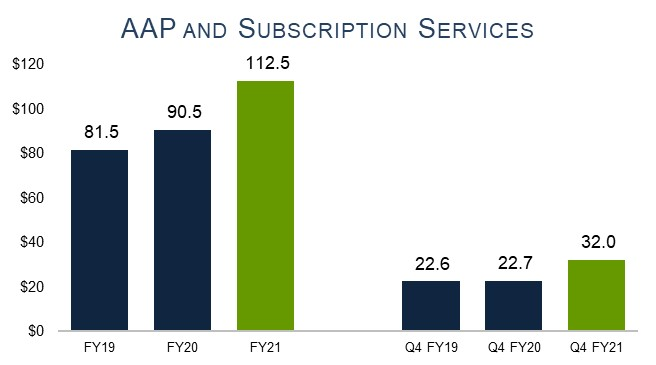 AAP AND SUBSCRIPTION SERVICES
$120
$100
$80
$60
$40
$20
$0
81.5
90.5
112.5
22.6
22.7
32.0
FY19
FY20
FY21
Q4 FY19
Q4 FY20
Q4 FY21